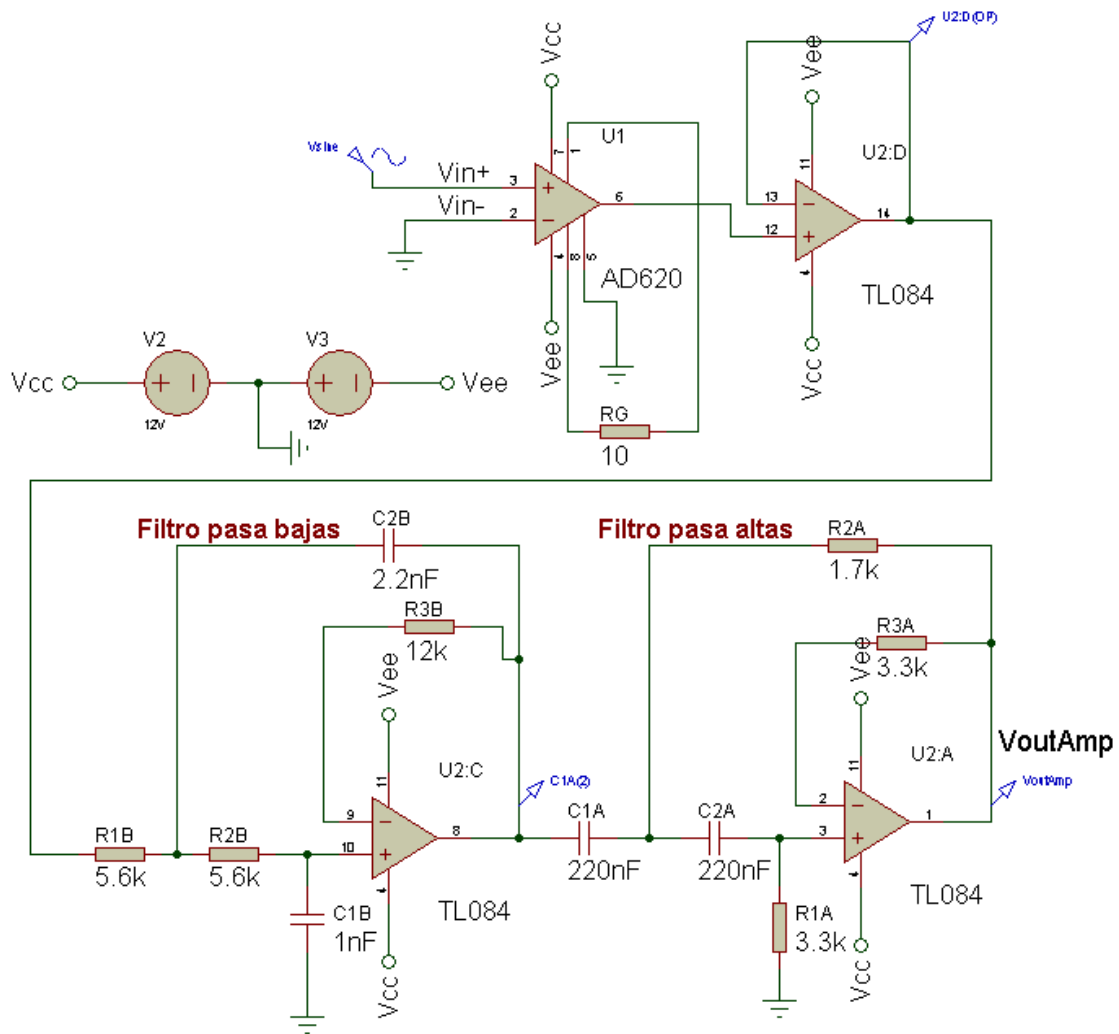 U2:D(OP)
Vcc
Vee
U1
U2:D
Vsine
7
1
11
Vin+
3
+
6
13
−
14
Vin-
2
−
12
+
4
8
5
4
AD620
TL084
Vee
Vcc
V2
V3
Vcc
+
−
+
−
Vee
12V
12V
RG
10
Filtro pasa bajas
C2B
2.2nF
Filtro pasa altas
R2A
1.7k
R3B
12k
R3A
3.3k
Vee
Vee
VoutAmp
U2:C
U2:A
11
11
C1A(2)
VoutAmp
9
−
8
10
+
4
2
−
1
3
+
4
R1B
5.6k
R2B
5.6k
C1A
220nF
C2A
220nF
TL084
TL084
C1B
1nF
R1A
3.3k
Vcc
Vcc